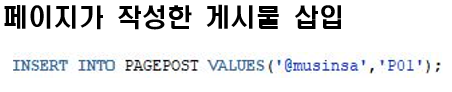 페이지가 작성한 게시물 삽입
INSERT INTO PAGEPOST VALUES('@musinsa','P01');